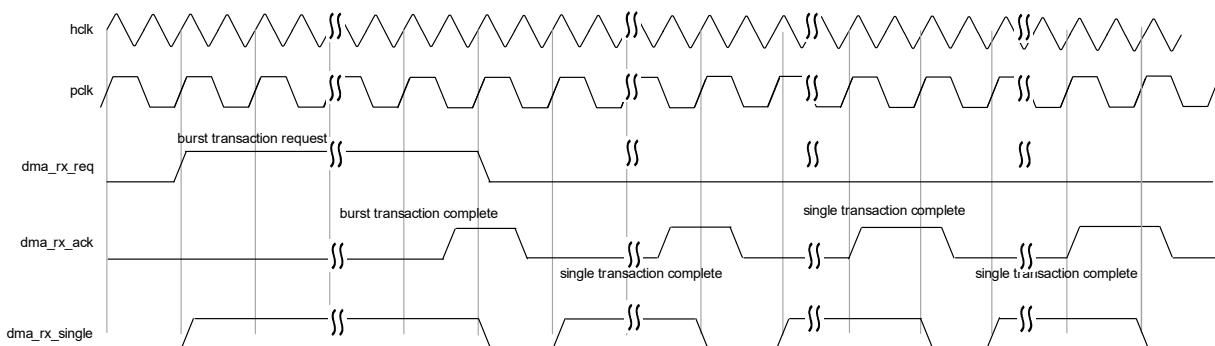 hclk
pclk
burst transaction request
dma_rx_req
burst transaction complete
single transaction complete
dma_rx_ack
single transaction complete
single transaction complete
dma_rx_single